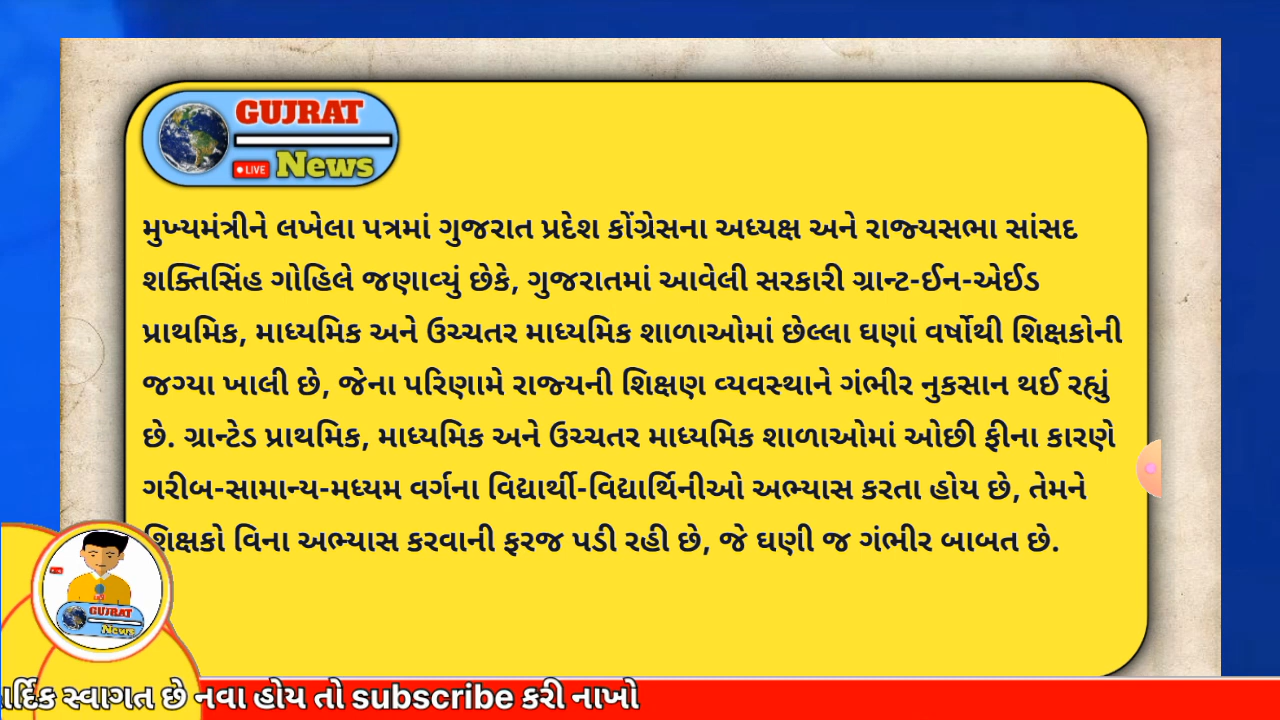 GUJRAT
LIVE News
મુખ્યમંત્રીને લખેલા પત્રમાં ગુજરાત પ્રદેશ કોંગ્રેસના અધ્યક્ષ અને રાજ્યસભા સાંસદ
શક્તિસિંહ ગોહિલે જણાવ્યું છેકે, ગુજરાતમાં આવેલી સરકારી ગ્રાન્ટ-ઈન-એઈડ
પ્રાથમિક, માધ્યમિક અને ઉચ્ચતર માધ્યમિક શાળાઓમાં છેલ્લા ઘણાં વર્ષોથી શિક્ષકોની
જગ્યા ખાલી છે, જેના પરિણામે રાજ્યની શિક્ષણ વ્યવસ્થાને ગંભીર નુકસાન થઈ રહ્યું
છે. ગ્રાન્ટેડ પ્રાથમિક, માધ્યમિક અને ઉચ્ચતર માધ્યમિક શાળાઓમાં ઓછી ફીના કારણે
ગરીબ-સામાન્ય-મધ્યમ વર્ગના વિદ્યાર્થી-વિદ્યાર્થિનીઓ અભ્યાસ કરતા હોય છે, તેમને
શિક્ષકો વિના અભ્યાસ કરવાની ફરજ પડી રહી છે, જે ઘણી જ ગંભીર બાબત છે.
GUJRAT
News
સ્વાગત છે નવા હોય તો subscribe કરી નાખો